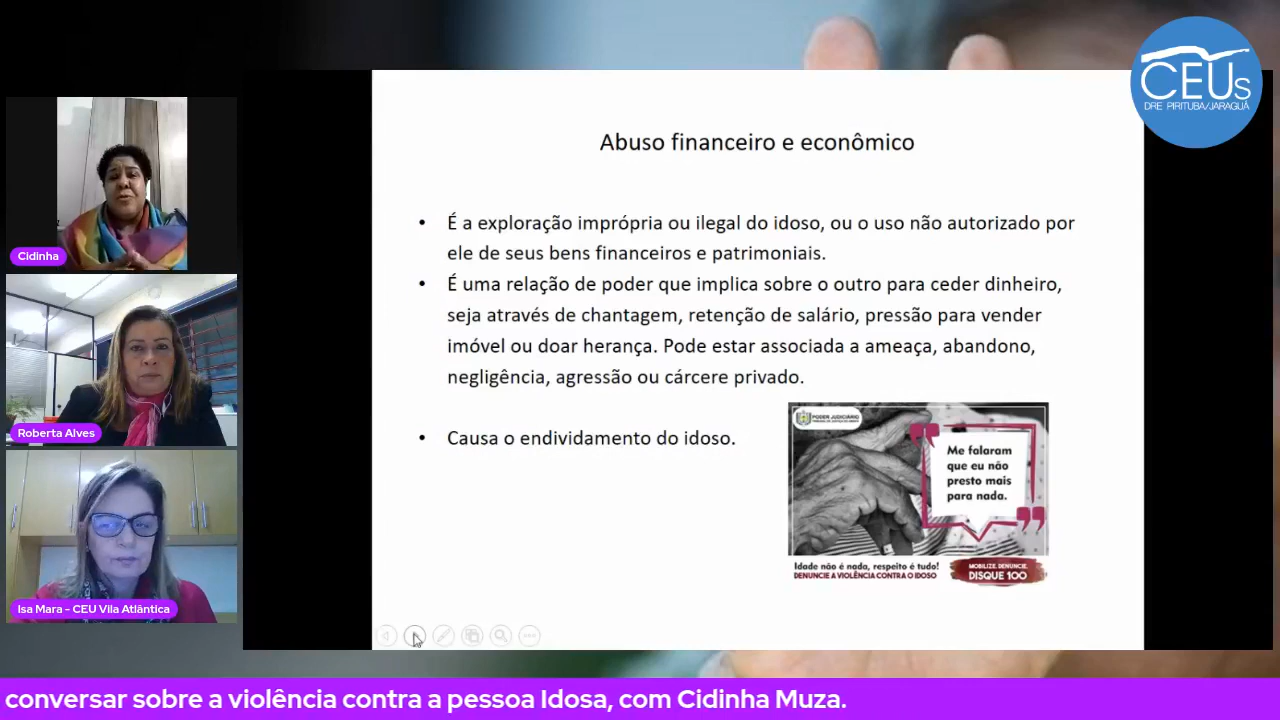 CEUs
DRE PIRITUBA/JARAGUÁ
Abuso financeiro e econômico
• É a exploração imprópria ou ilegal do idoso, ou o uso não autorizado por
ele de seus bens financeiros e patrimoniais.
• É uma relação de poder que implica sobre o outro para ceder dinheiro,
seja através de chantagem, retenção de salário, pressão para vender
imóvel ou doar herança. Pode estar associada a ameaça, abandono,
negligência, agressão ou cárcere privado.
• Causa o endividamento do idoso.
PODER JUDICIÁRIO
Me falaram
que eu não
presto mais
para nada.
Idade não é nada, respeito é tudo!
DENUNCIE A VIOLÊNCIA CONTRA O IDOSO
MOBILIZE. DENUNCIE.
DISQUE 100
Cidinha
Roberta Alves
Isa Mara - CEU Vila Atlântica
conversar sobre a violência contra a pessoa Idosa, com Cidinha Muza.